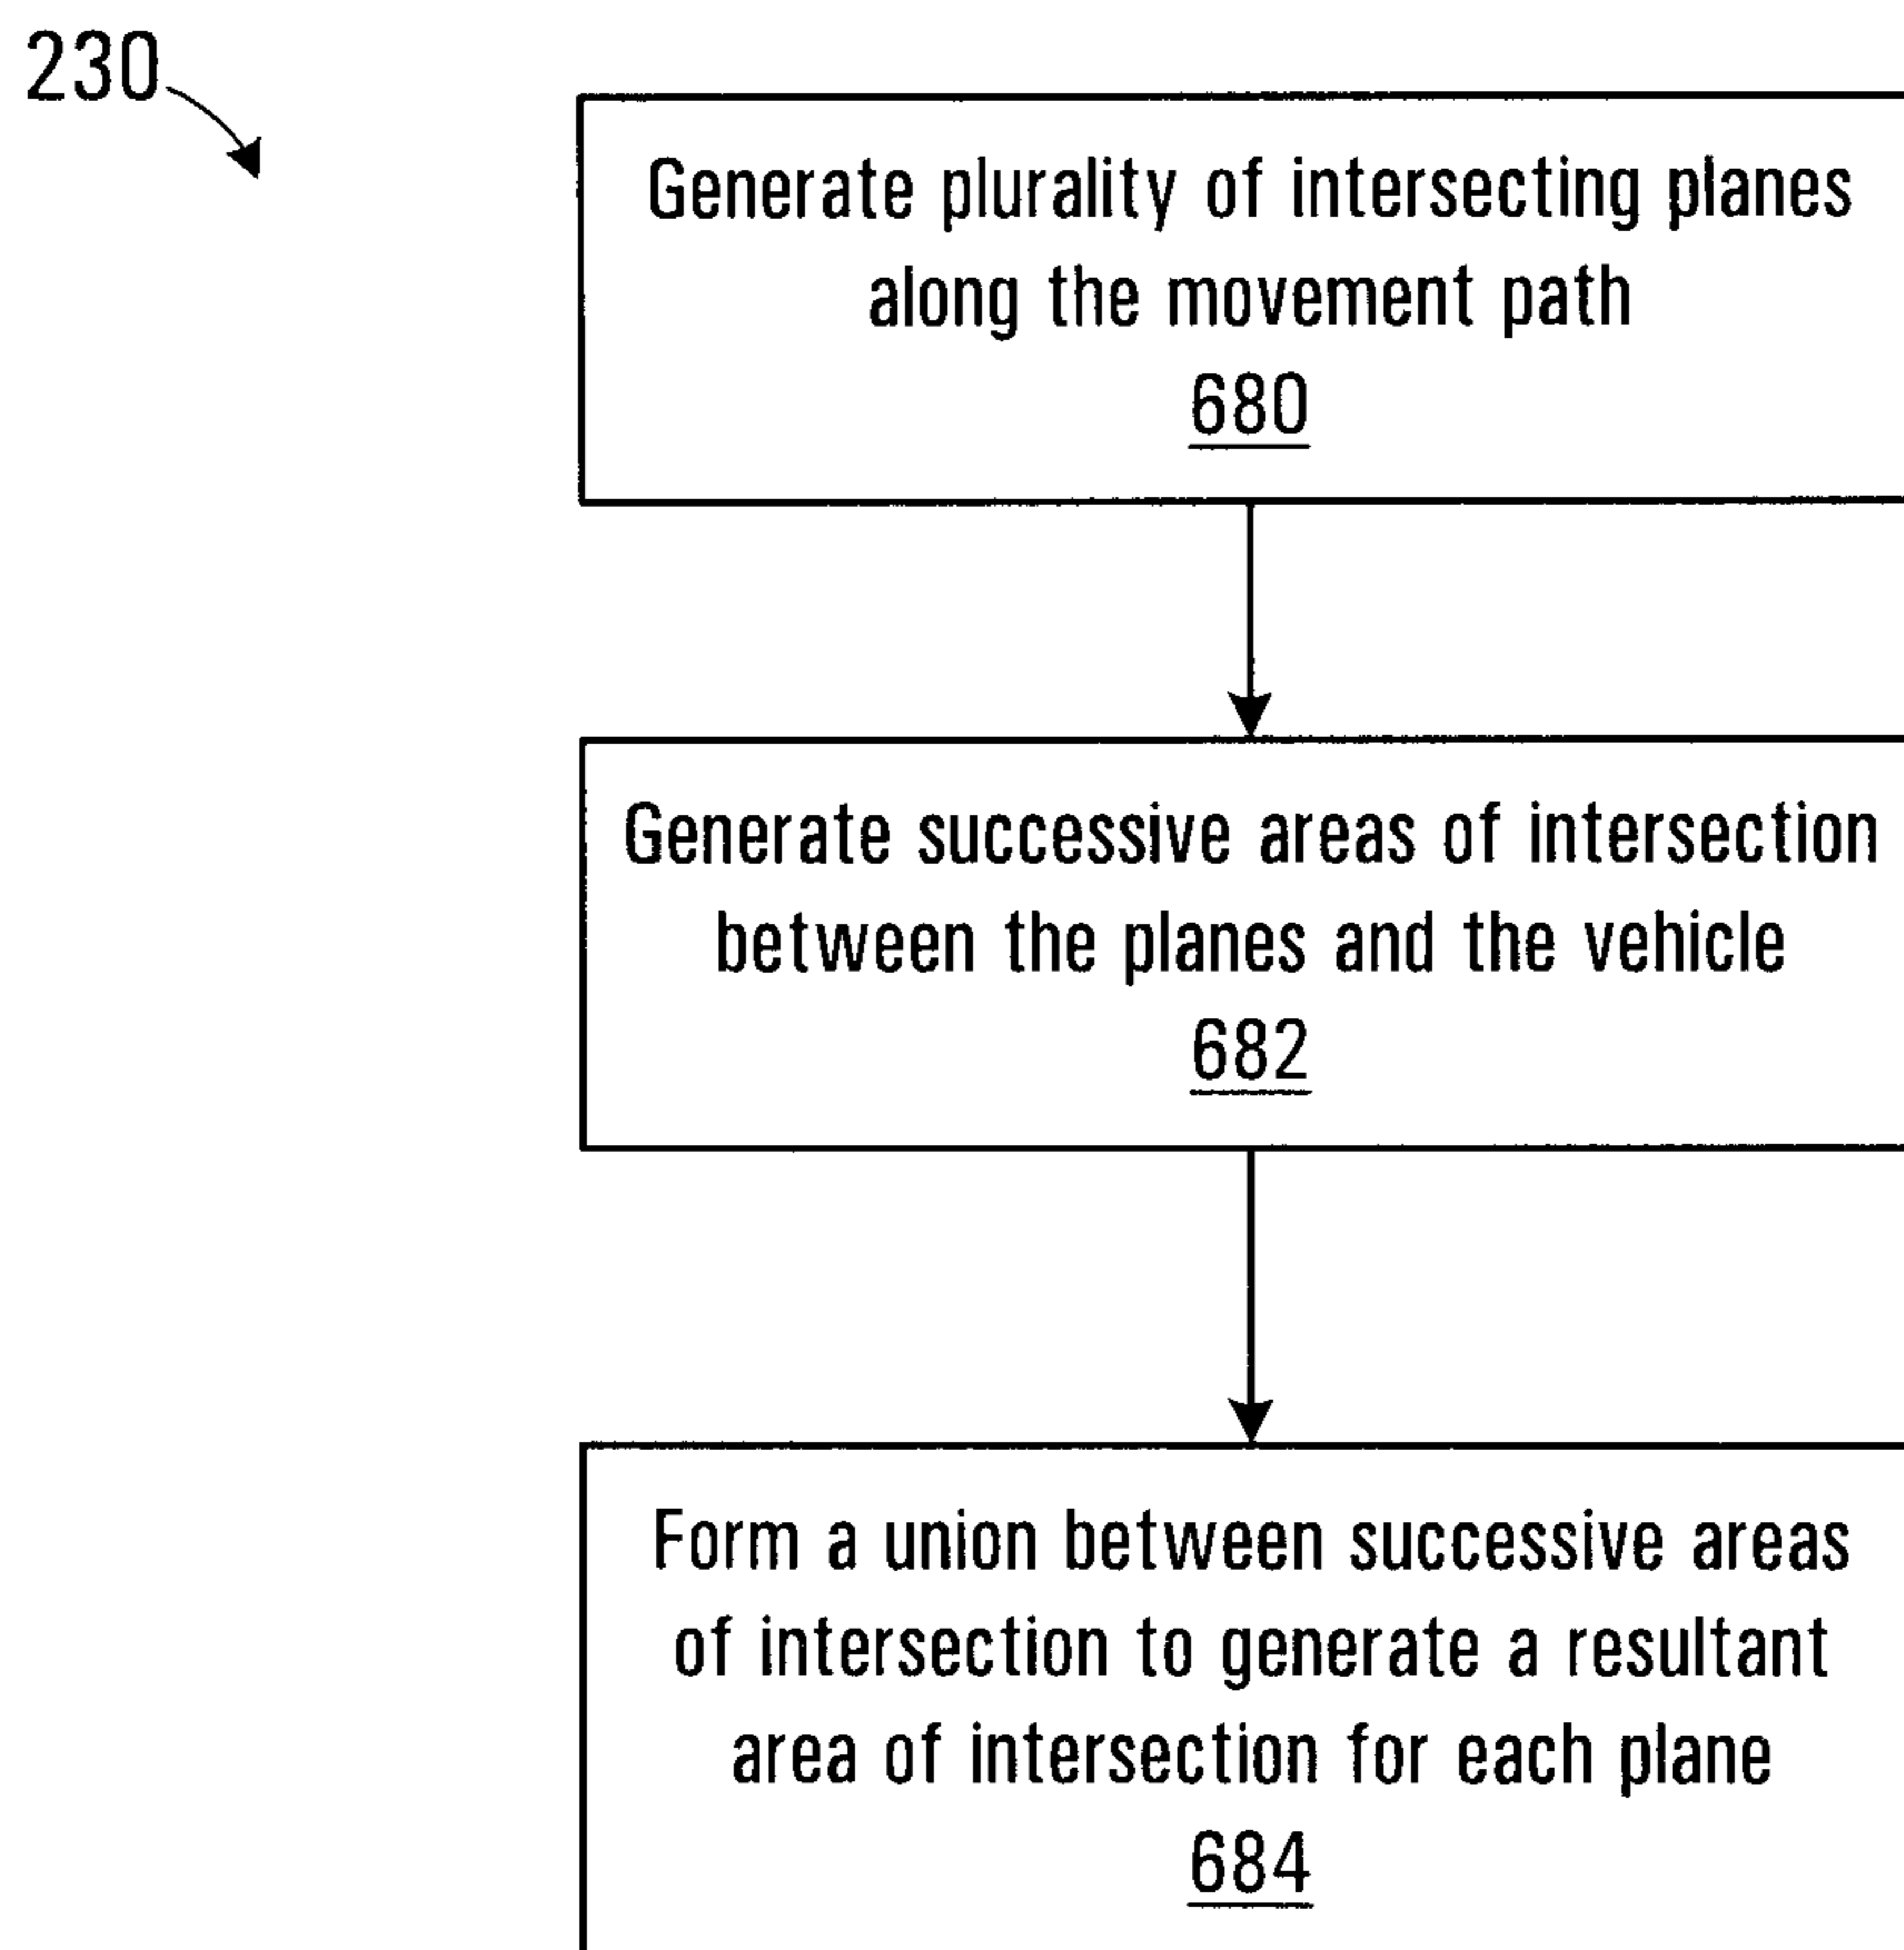 230
Generate plurality of intersecting planes
along the movement path
680
Generate successive areas of intersection
between the planes and the vehicle
682
Form a union between successive areas
of intersection to generate a resultant
area of intersection for each plane
684